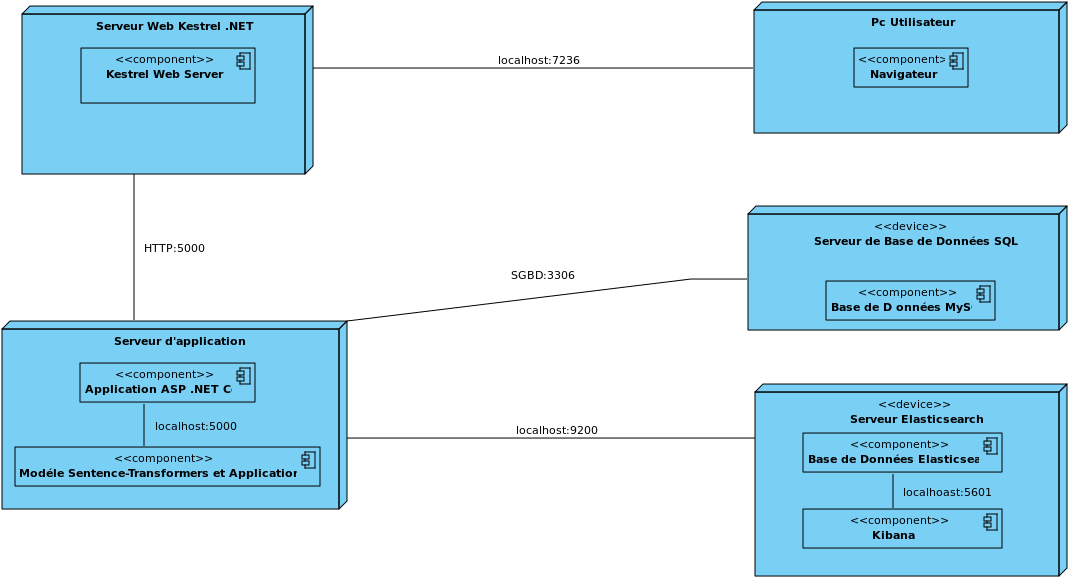 Serveur Web Kestrel .NET
<<component>>
Kestrel Web Server
localhost:7236
Pc Utilisateur
<<component>
Navigateur
HTTP:5000
SGBD:3306
<<device>>
Serveur de Base de Données SQL
<<component>>
Base de D onnées MyS
Serveur d'application
<<component>>
Application ASP .NET C
localhost:5000
<<component>>
Modéle Sentence-Transformers et Application
localhost:9200
<<device>>
Serveur Elasticsearch
<<component>>
Base de Données Elasticsea
localhoast:5601
<<component>>
Kibana